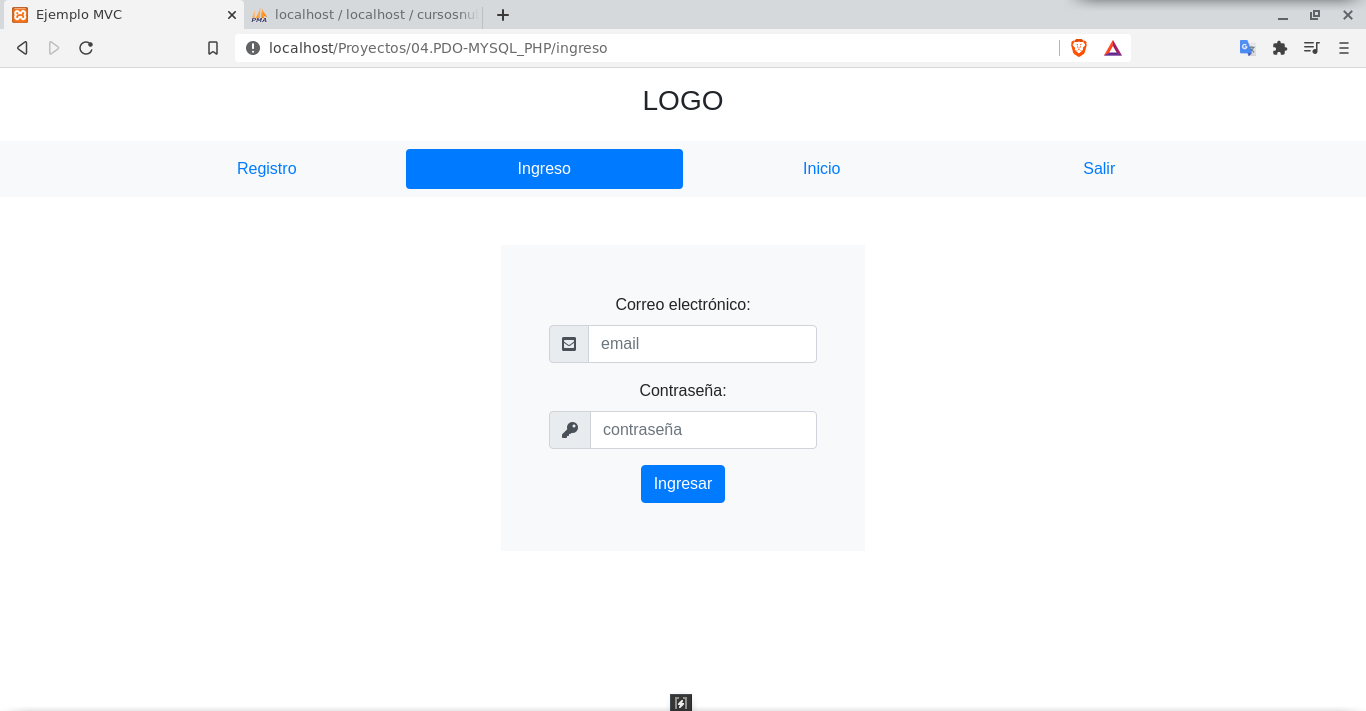 Ejemplo MVC
localhost / localhost / cursosnu
localhost/Proyectos/04.PDO-MYSQL_PHP/ingreso
LOGO
Registro
Ingreso
Inicio
Salir
Correo electrónico:
email
Contraseña:
contraseña
Ingresar